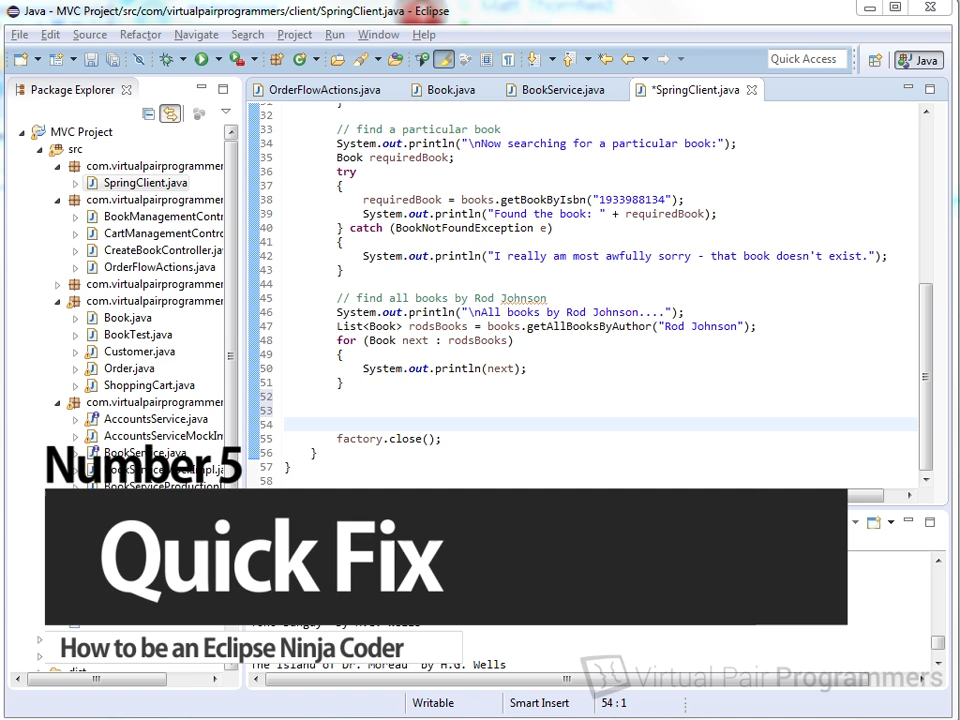 Java - MVC Project/src/com/virtualpairprogrammers/client/SpringClient.java - Eclipse
File Edit Source Refactor Navigate Search Project Run Window Help
Quick Access
Java
Package Explorer
OrderFlowActions.java Book.java BookService.java *SpringClient.java
MVC Project
src
com.virtualpairprogrammer
SpringClient.java
com.virtualpairprogrammer
BookManagementContr
CartManagementContro
CreateBookController.jav
OrderFlowActions.java
com.virtualpairprogrammer
com.virtualpairprogrammer
Book.java
BookTest.java
Customer.java
Order.java
ShoppingCart.java
com.virtualpairprogrammer
AccountsService.java
AccountsServiceMockIm
BookService.java
BookServiceMockImpl.ja
BookServiceProductionI
32
33 // find a particular book
34 System.out.println("\nNow searching for a particular book:");
35 Book requiredBook;
36 try
37 {
38 requiredBook = books.getBookByIsbn("1933988134");
39 System.out.println("Found the book: " + requiredBook);
40 } catch (BookNotFoundException e)
41 {
42 System.out.println("I really am most awfully sorry - that book doesn't exist.");
43 }
44
45 // find all books by Rod Johnson
46 System.out.println("\nAll books by Rod Johnson....");
47 List<Book> rodsBooks = books.getAllBooksByAuthor("Rod Johnson");
48 for (Book next : rodsBooks)
49 {
50 System.out.println(next);
51 }
52
53
54
55 factory.close();
56 }
57 }
58
Number 5
Quick Fix
How to be an Eclipse Ninja Coder
The Island of Dr. Moreau by H.G. Wells
Virtual Pair Programmers
Writable Smart Insert 54 : 1